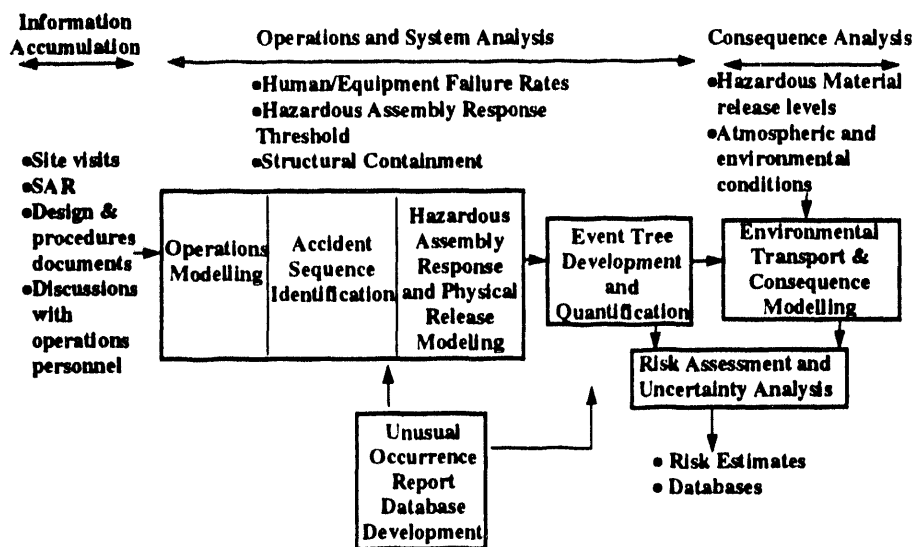 Information
Accumulation
Operations and System Analysis
Consequence Analysis
●Human/Equipment Failure Rates
●Hazardous Assembly Response
Threshold
●Structural Containment
●Hazardous Material
release levels
●Atmospheric and
environmental
conditions
●Site visits
●SAR
●Design &
procedures
documents
●Discussions
with
operations
personnel
Operations
Modelling
Accident
Sequence
Identification
Hazardous
Assembly
Response
and Physical
Release
Modeling
Event Tree
Development
and
Quantification
Environmental
Transport &
Consequence
Modelling
Risk Assessment and
Uncertainty Analysis
Unusual
Occurrence
Report
Database
Development
● Risk Estimates
● Databases